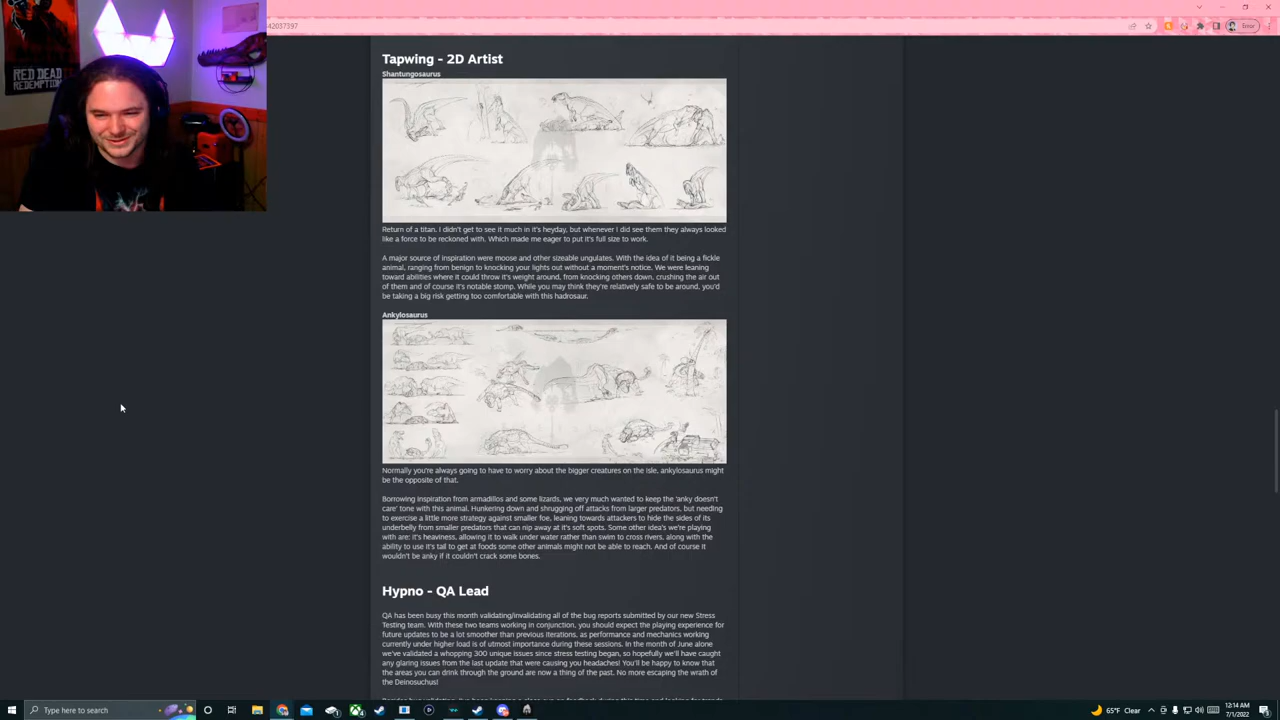 RED DEAD
REDEMPTION
42037397
Error
Tapwing - 2D Artist
Shantungosaurus
Return of a titan. I didn't get to see it much in it's heyday, but whenever I did see them they always looked
like a force to be reckoned with. Which made me eager to put it's full size to work.
A major source of inspiration were moose and other sizeable ungulates. With the idea of it being a fickle
animal, ranging from benign to knocking your lights out without a moment's notice. We were leaning
toward abilities where it could throw it's weight around, from knocking others down, crushing the air out
of them and of course it's notable stomp. While you may think they're relatively safe to be around, you'd
be taking a big risk getting too comfortable with this hadrosaur.
Ankylosaurus
Normally you're always going to have to worry about the bigger creatures on the isle, ankylosaurus might
be the opposite of that.
Borrowing inspiration from armadillos and some lizards, we very much wanted to keep the 'anky doesn't
care' tone with this animal. Hunkering down and shrugging off attacks from larger predators, but needing
to exercise a little more strategy against smaller foe, leaning towards attackers to hide the sides of its
underbelly from smaller predators that can nip away at it's soft spots. Some other idea's we're playing
with are: it's heaviness, allowing it to walk under water rather than swim to cross rivers, along with the
ability to use it's tail to get at foods some other animals might not be able to reach. And of course it
wouldn't be anky if it couldn't crack some bones.
Hypno - QA Lead
QA has been busy this month validating/invalidating all of the bug reports submitted by our new Stress
Testing team. With these two teams working in conjunction, you should expect the playing experience for
future updates to be a lot smoother than previous iterations, as performance and mechanics working
currently under higher load is of utmost importance during these sessions. In the month of June alone
we've validated a whopping 300 unique issues since stress testing began, so hopefully we'll have caught
any glaring issues from the last update that were causing you headaches! You'll be happy to know that
the areas you can drink through the ground are now a thing of the past. No more escaping the wrath of
the Deinosuchus!
Type here to search
65°F Clear
12:14 AM
7/1/2022